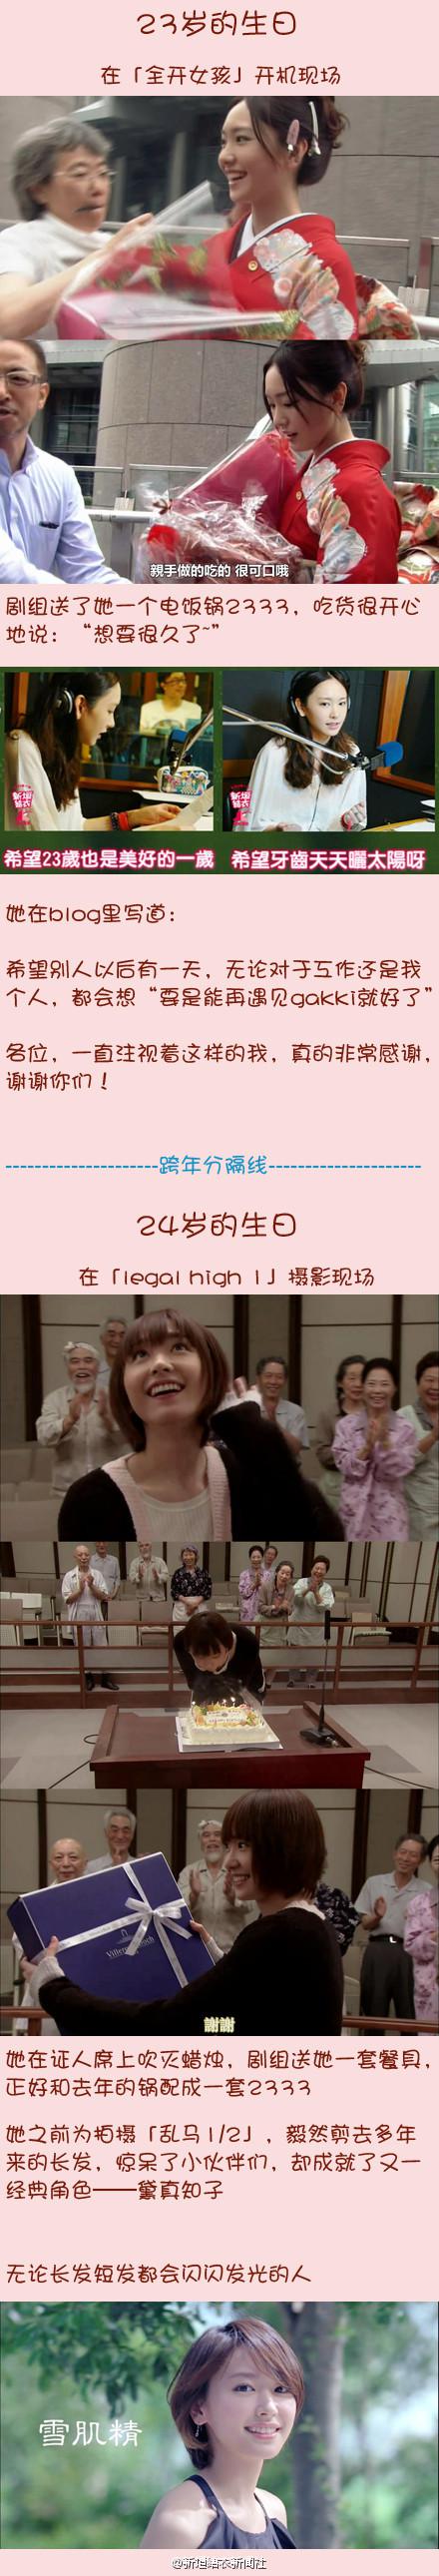 23岁的生日
在「全开女孩」开机现场
親手做的吃的 很可口哦
剧组送了她一个电饭锅2333，吃货很开心
地说：“想要很久了~”
希望23歲也是美好的一歲
希望牙齒天天曬太陽呀
她在blog里写道：
希望别人以后有一天，无论对于工作还是我
个人，都会想“要是能再遇见gakki就好了”
各位，一直注视着这样的我，真的非常感谢，
谢谢你们！
---------------------跨年分隔线---------------------
24岁的生日
在「legal high 1」摄影现场
謝謝
她在证人席上吹灭蜡烛，剧组送她一套餐具，
正好和去年的锅配成一套2333
她之前为拍摄「乱马1/2」，毅然剪去多年
来的长发，惊呆了小伙伴们，却成就了又一
经典角色——黛真知子
无论长发短发都会闪闪发光的人
雪肌精
@新垣結衣新闻社